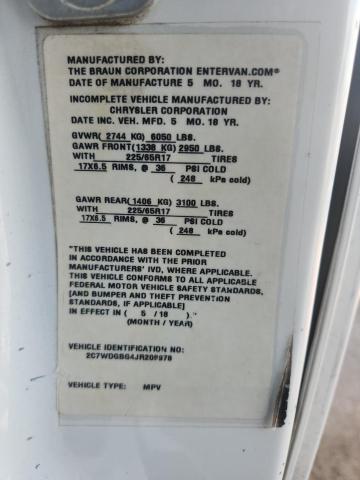 MANUFACTURED BY:
THE BRAUN CORPORATION ENTERVAN.COM®
DATE OF MANUFACTURE 5 MO. 18 YR.
INCOMPLETE VEHICLE MANUFACTURED BY:
CHRYSLER CORPORATION
DATE INC. VEH. MFD. 5 MO. 18 YR.
GVWR(2744 KG) 6050 LBS.
GAWR FRONT(1338 KG) 2950 LBS.
WITH 225/65R17 TIRES
17X6.5 RIMS, @ 36 PSI COLD
( 248 kPa cold)
GAWR REAR(1406 KG) 3100 LBS.
WITH 225/65R17 TIRES
17X6.5 RIMS, @ 36 PSI COLD
( 248 kPa cold)
"THIS VEHICLE HAS BEEN COMPLETED
IN ACCORDANCE WITH THE PRIOR
MANUFACTURERS' IVD, WHERE APPLICABLE.
THIS VEHICLE CONFORMS TO ALL APPLICABLE
FEDERAL MOTOR VEHICLE SAFETY STANDARDS,
[AND BUMPER AND THEFT PREVENTION
STANDARDS, IF APPLICABLE]
IN EFFECT IN ( 5 /18 )."
(MONTH / YEAR)
VEHICLE IDENTIFICATION NO:
2C7WDGBG4JR209978
VEHICLE TYPE: MPV